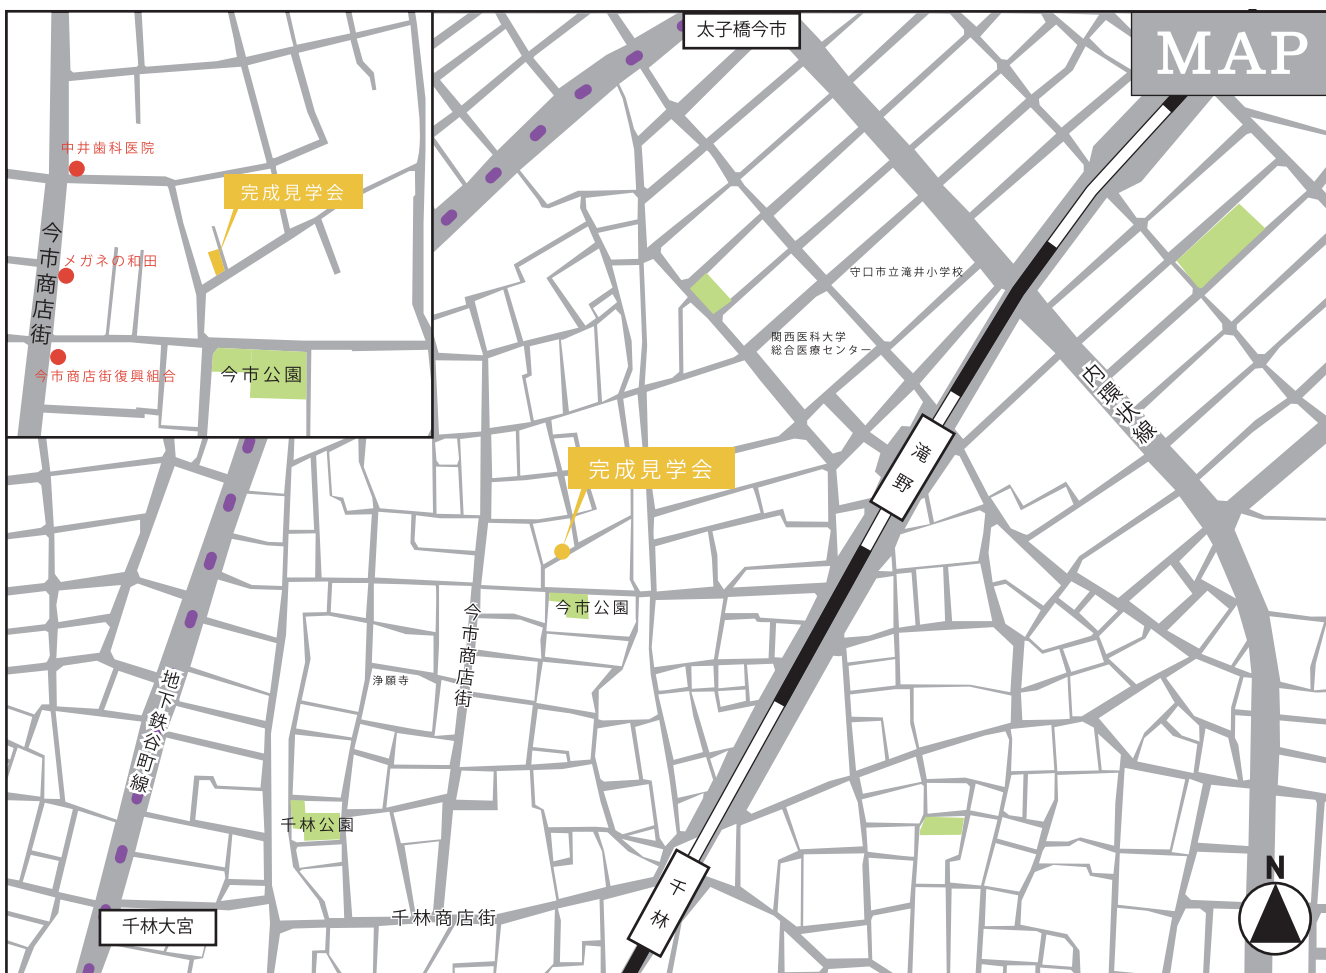 太子橋今市
MAP
中井歯科医院
完成見学会
今市商店街
メガネの和田
今市商店街復興組合
今市公園
守口市立滝井小学校
関西医科大学
総合医療センター
内環状線
滝野
完成見学会
今市公園
今市商店街
浄願寺
地下鉄谷町線
千林公園
千林商店街
千林
千林大宮
N